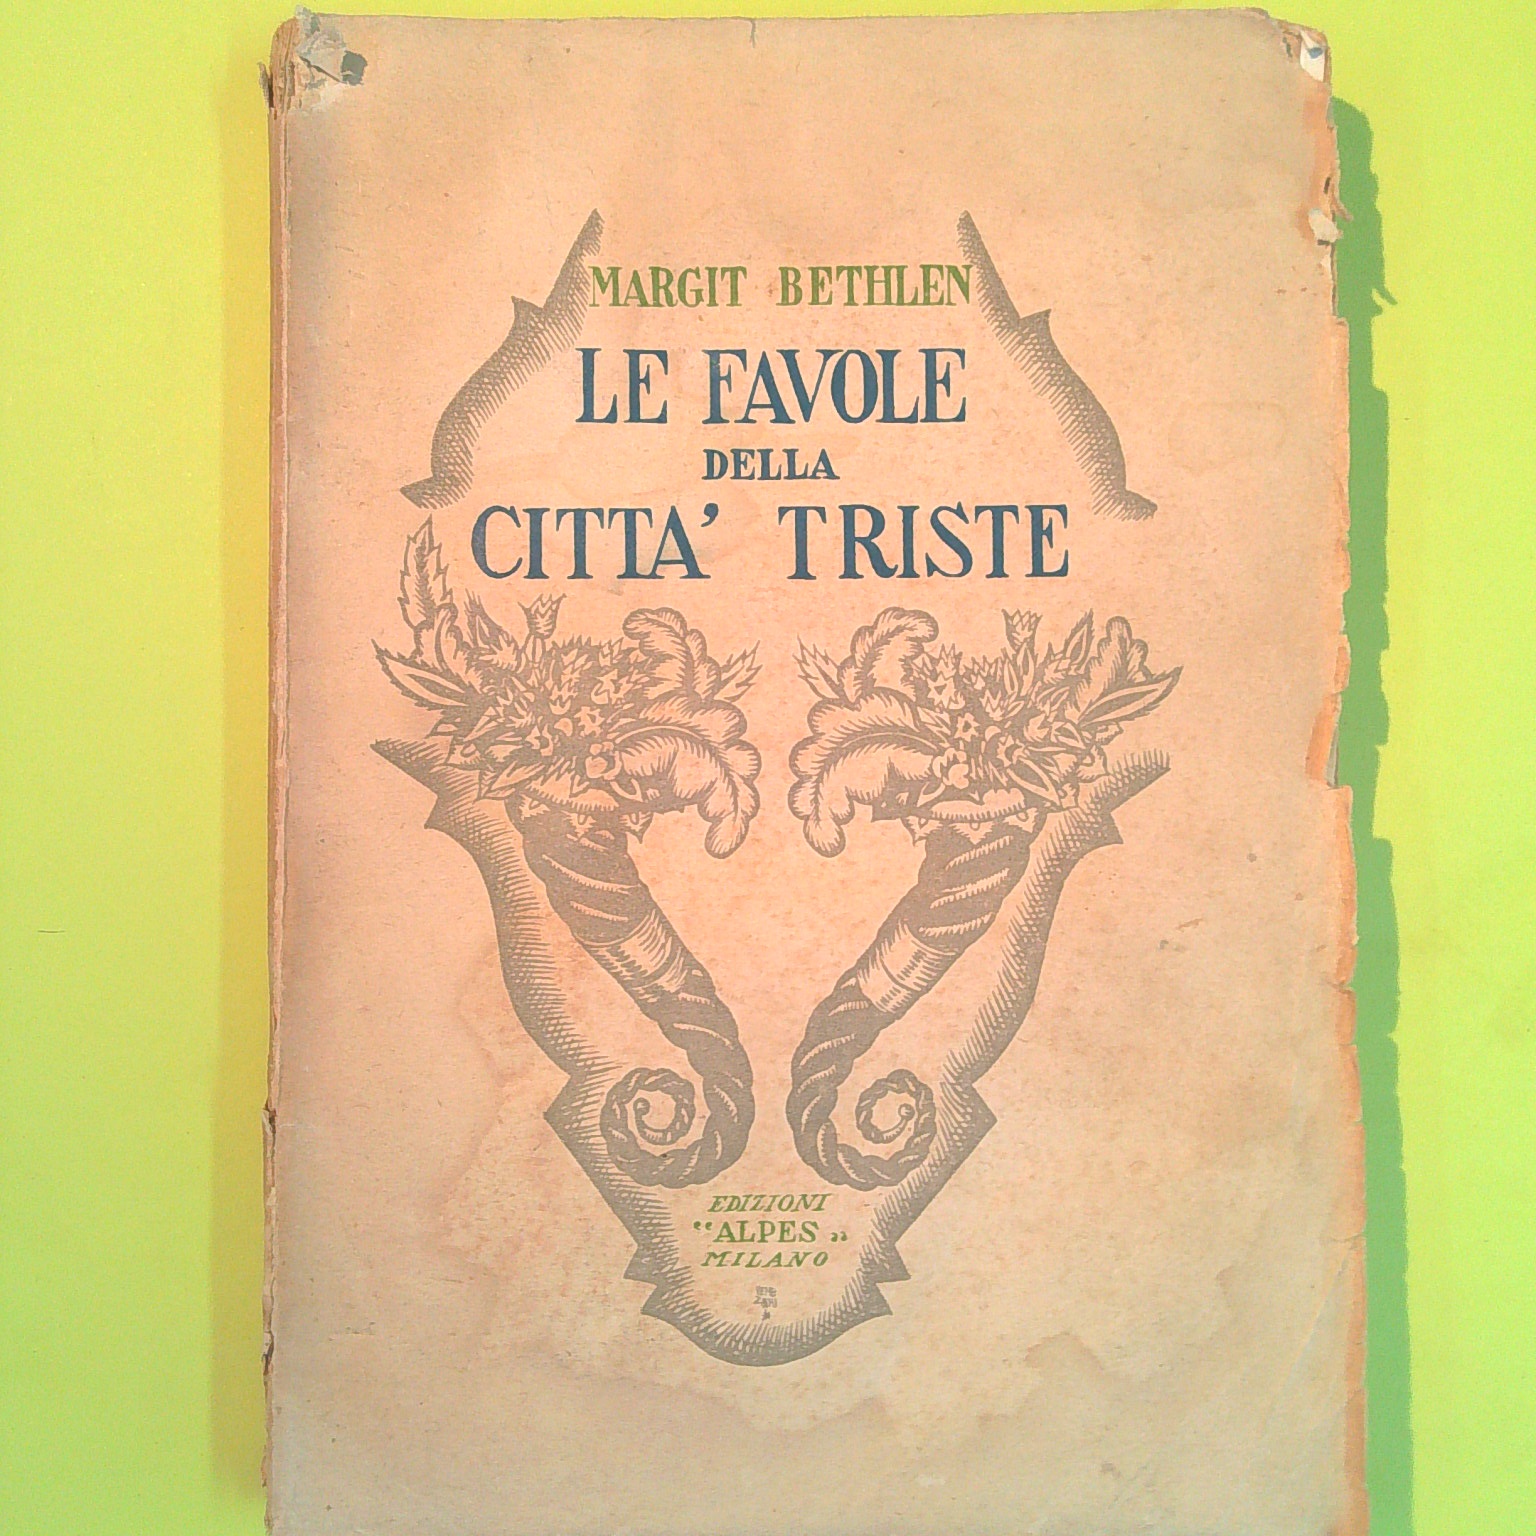 MARGIT BETHLEN
LE FAVOLE
DELLA
CITTA' TRISTE
EDIZIONI
“ALPES„
MILANO